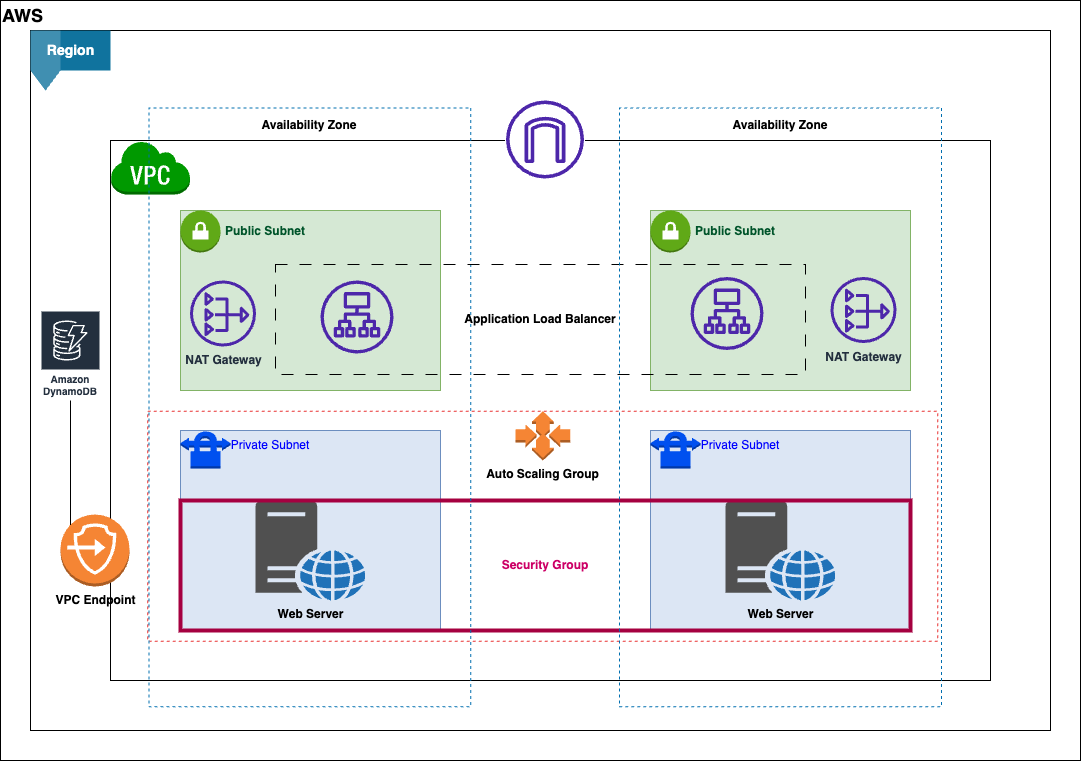 AWS
Region
Availability Zone
Availability Zone
VPC
Public Subnet
Public Subnet
Application Load Balancer
NAT Gateway
NAT Gateway
Amazon
DynamoDB
Private Subnet
Private Subnet
Auto Scaling Group
Security Group
VPC Endpoint
Web Server
Web Server